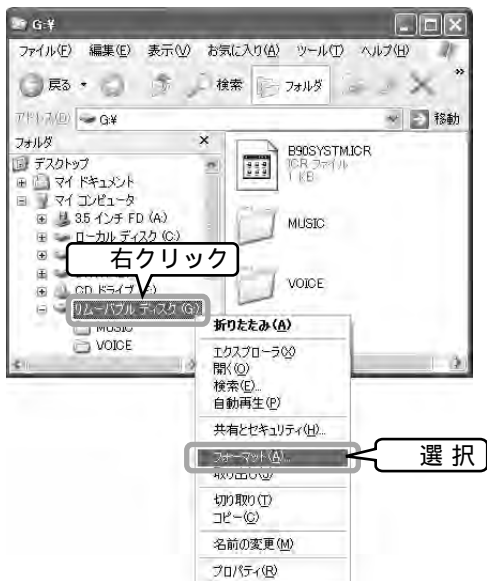 G:¥
ファイル(F) 編集(E) 表示(V) お気に入り(A) ツール(T) ヘルプ(H)
戻る 検索 フォルダ »
アドレス(D) G:¥ 移動
フォルダ ×
デスクトップ
マイ ドキュメント
マイ コンピュータ
3.5 インチ FD (A:)
ローカル ディスク (C:)
CD ドライブ
リムーバブル ディスク (G:)
MUSIC
VOICE
B90SYSTM.ICR
ICR ファイル
1 KB
MUSIC
VOICE
右クリック
折りたたみ(A)
エクスプローラ(X)
開く(O)
検索(E)...
自動再生(P)
共有とセキュリティ(H)...
フォーマット(A)...
選 択
取り出し(J)
切り取り(T)
コピー(C)
名前の変更(M)
プロパティ(R)